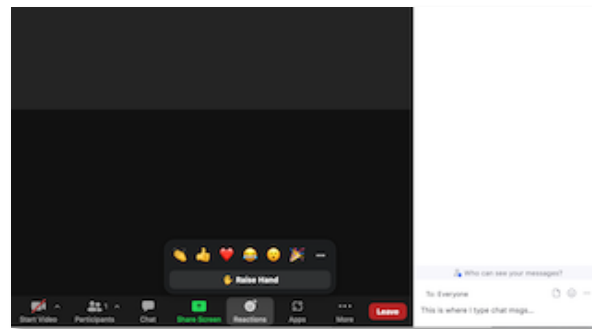 Raise Hand
1
Start Video Participants Chat Share Screen Reactions Apps More Leave
Who can see your messages?
To: Everyone
This is where I type chat msgs...